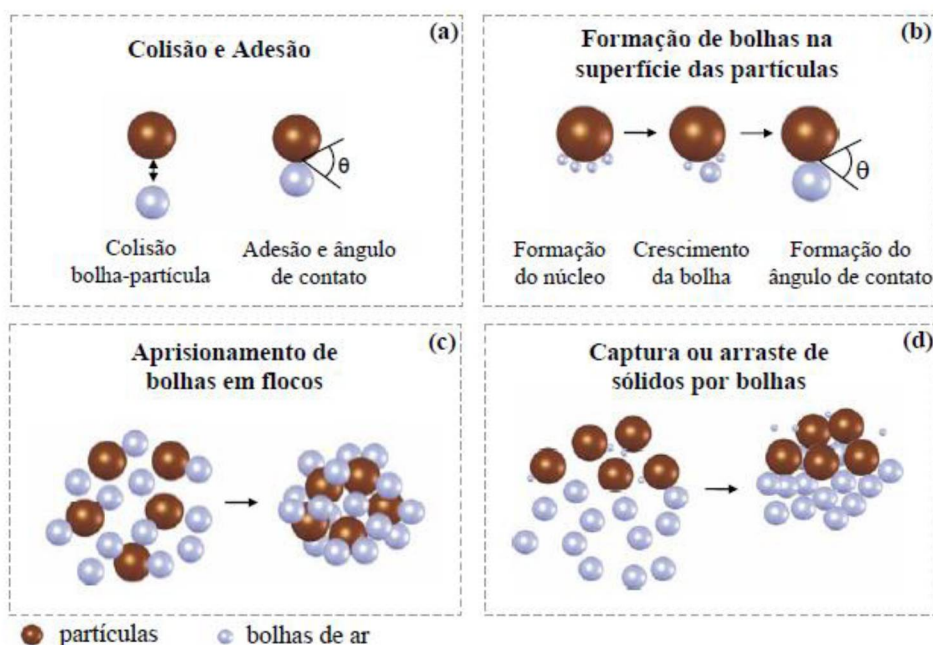 (a)
Colisão e Adesão
θ
Colisão
bolha-partícula
Adesão e ângulo
de contato
(b)
Formação de bolhas na
superfície das partículas
θ
Formação
do núcleo
Crescimento
da bolha
Formação do
ângulo de contato
(c)
Aprisionamento de
bolhas em flocos
(d)
Captura ou arraste de
sólidos por bolhas
partículas
bolhas de ar